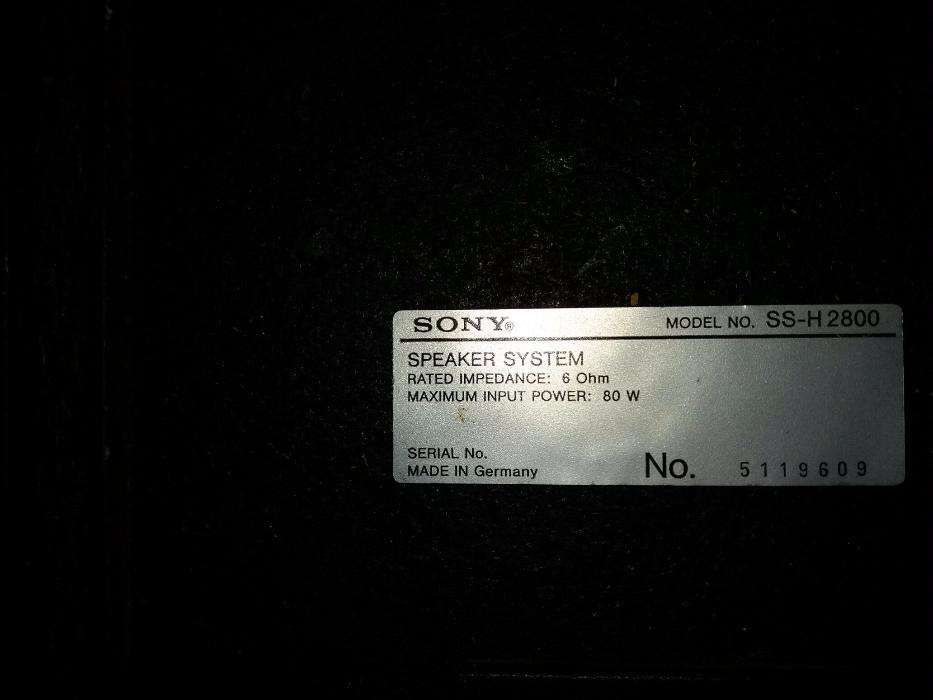 SONY® MODEL NO. SS-H2800
SPEAKER SYSTEM
RATED IMPEDANCE: 6 Ohm
MAXIMUM INPUT POWER: 80 W
SERIAL No.
MADE IN Germany No. 5119609